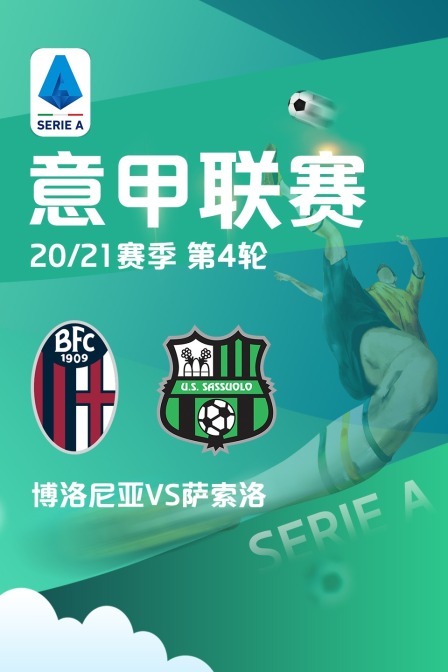 SERIE A
意甲联赛
20/21赛季 第4轮
BFC
1909
U.S. SASSUOLO
博洛尼亚VS萨索洛
SERIE A